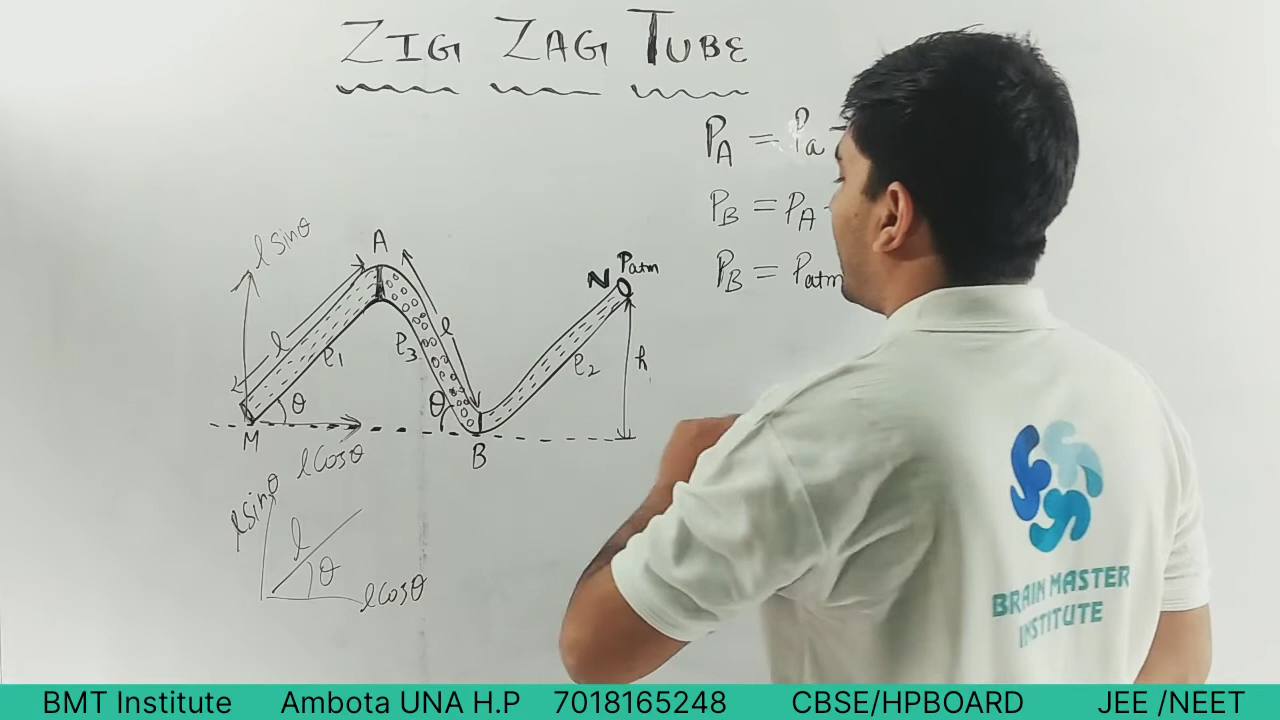 ZIG ZAG TUBE
P_A = P_a
P_B = P_A
P_B = P_atm
l sinθ
A
l
ρ1
θ
M
l cosθ
ρ3
l
θ
B
N
P_atm
ρ2
h
l sinθ
l
θ
l cosθ
BRAIN MASTER
INSTITUTE
BMT Institute Ambota UNA H.P 7018165248 CBSE/HPBOARD JEE /NEET